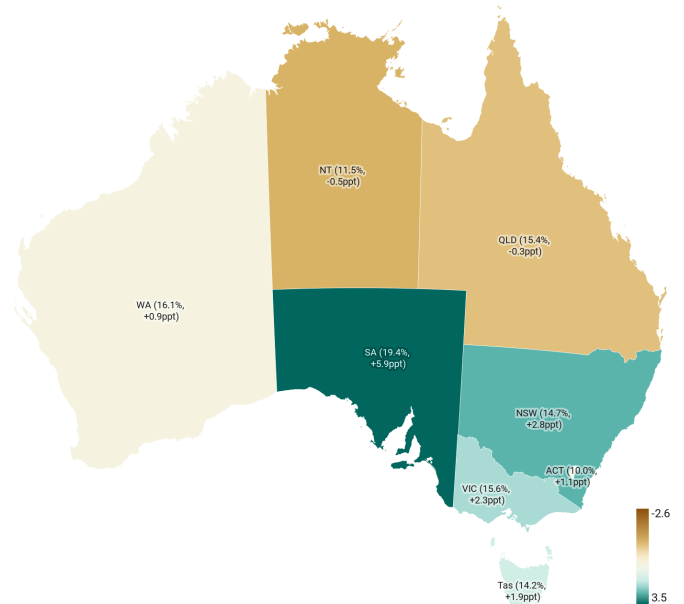 NT (11.5%,
-0.5ppt)
QLD (15.4%,
-0.3ppt)
WA (16.1%,
+0.9ppt)
SA (19.4%,
+5.9ppt)
NSW (14.7%,
+2.8ppt)
ACT (10.0%,
+1.1ppt)
VIC (15.6%,
+2.3ppt)
-2.6
Tas (14.2%,
+1.9ppt)
3.5